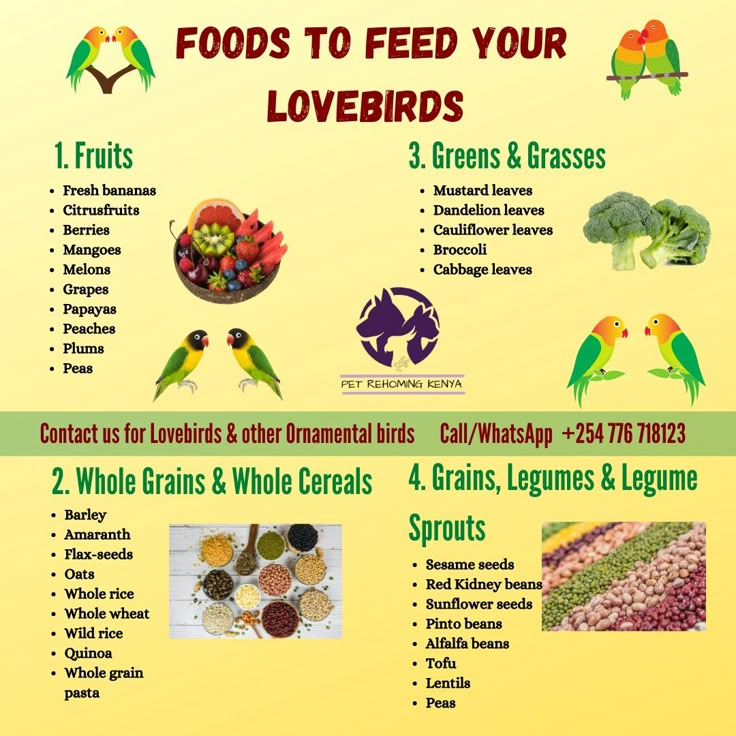 FOODS TO FEED YOUR
LOVEBIRDS
1. Fruits
• Fresh bananas
• Citrusfruits
• Berries
• Mangoes
• Melons
• Grapes
• Papayas
• Peaches
• Plums
• Peas
3. Greens & Grasses
• Mustard leaves
• Dandelion leaves
• Cauliflower leaves
• Broccoli
• Cabbage leaves
PET REHOMING KENYA
Contact us for Lovebirds & other Ornamental birds Call/WhatsApp +254 776 718123
2. Whole Grains & Whole Cereals
• Barley
• Amaranth
• Flax-seeds
• Oats
• Whole rice
• Whole wheat
• Wild rice
• Quinoa
• Whole grain
pasta
4. Grains, Legumes & Legume
Sprouts
• Sesame seeds
• Red Kidney beans
• Sunflower seeds
• Pinto beans
• Alfalfa beans
• Tofu
• Lentils
• Peas